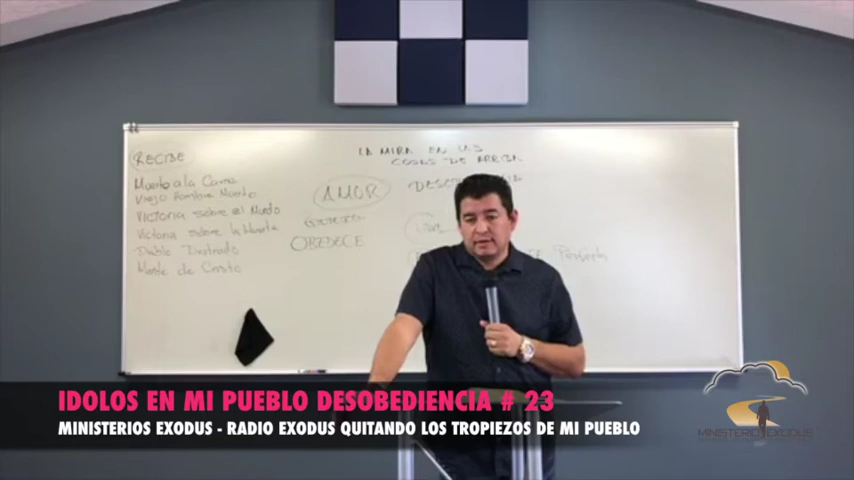 LA MIRA EN LAS
COSAS DE ARRIBA
RECIBE
Muerto a la Carne
Viejo Hombre Muerto
Victoria sobre el Mundo
Victoria sobre la Muerte
Diablo Destruido
Mente de Cristo
AMOR
OBEDECE
IDOLOS EN MI PUEBLO DESOBEDIENCIA # 23
MINISTERIOS EXODUS - RADIO EXODUS QUITANDO LOS TROPIEZOS DE MI PUEBLO
MINISTERIO EXODUS